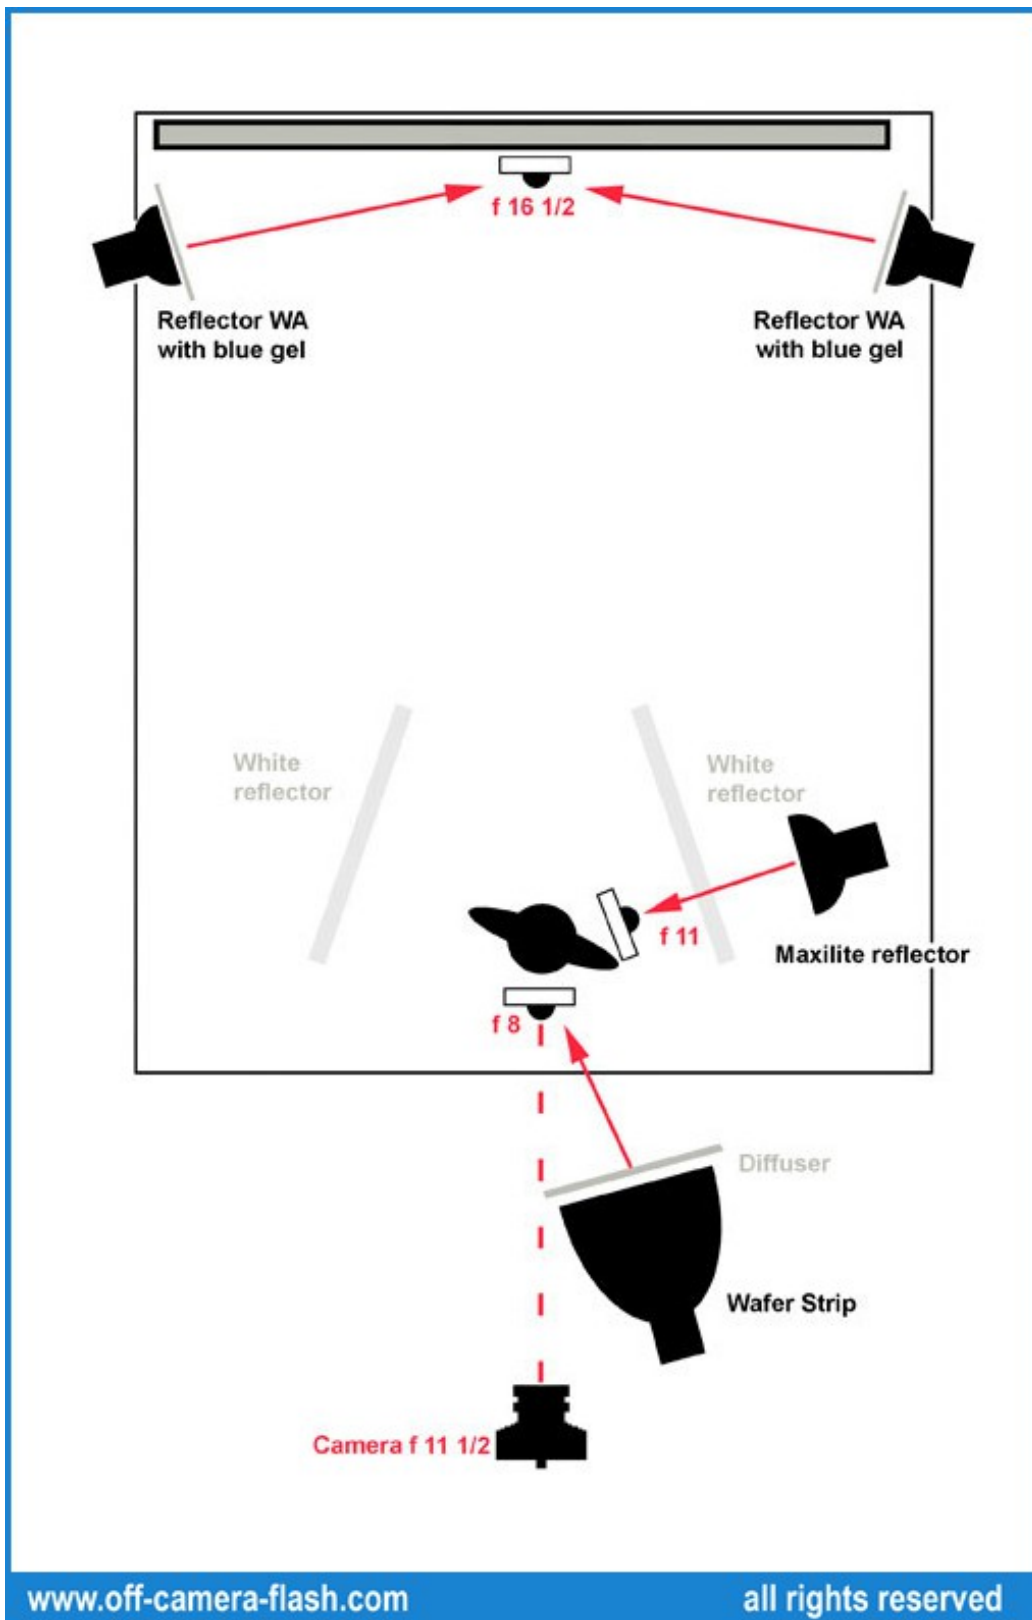 f 16 1/2
Reflector WA
with blue gel
Reflector WA
with blue gel
White
reflector
White
reflector
f 11
Maxilite reflector
f 8
Diffuser
Wafer Strip
Camera f 11 1/2
www.off-camera-flash.com
all rights reserved